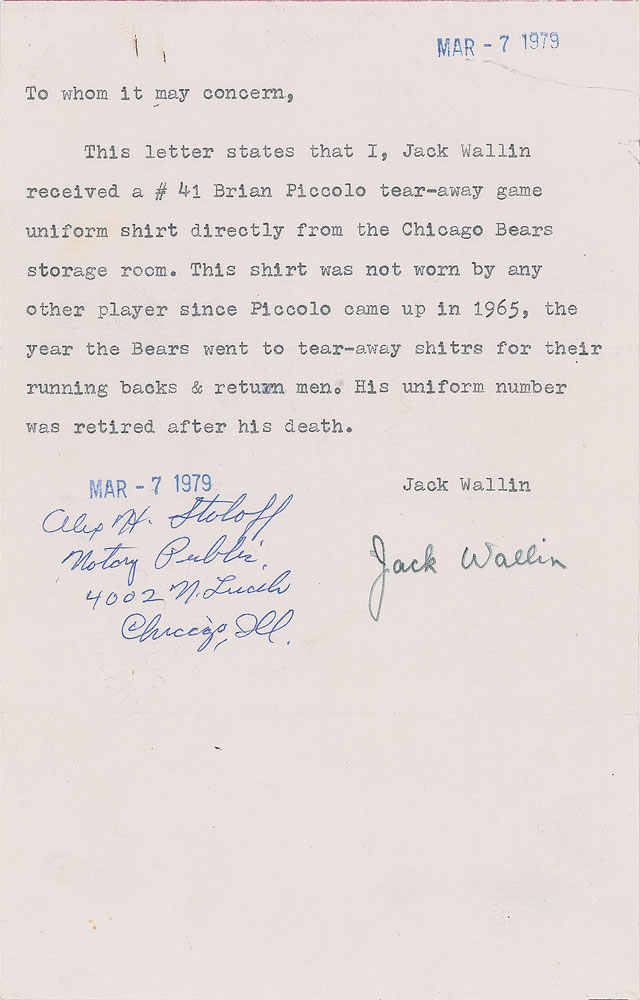 MAR - 7 1979
To whom it may concern,
This letter states that I, Jack Wallin
received a # 41 Brian Piccolo tear-away game
uniform shirt directly from the Chicago Bears
storage room. This shirt was not worn by any
other player since Piccolo came up in 1965, the
year the Bears went to tear-away shitrs for their
running backs & return men. His uniform number
was retired after his death.
MAR - 7 1979
Jack Wallin
Alex H. Stoloff
Notary Public
Jack Wallin
4002 N.
Chicago, Ill.